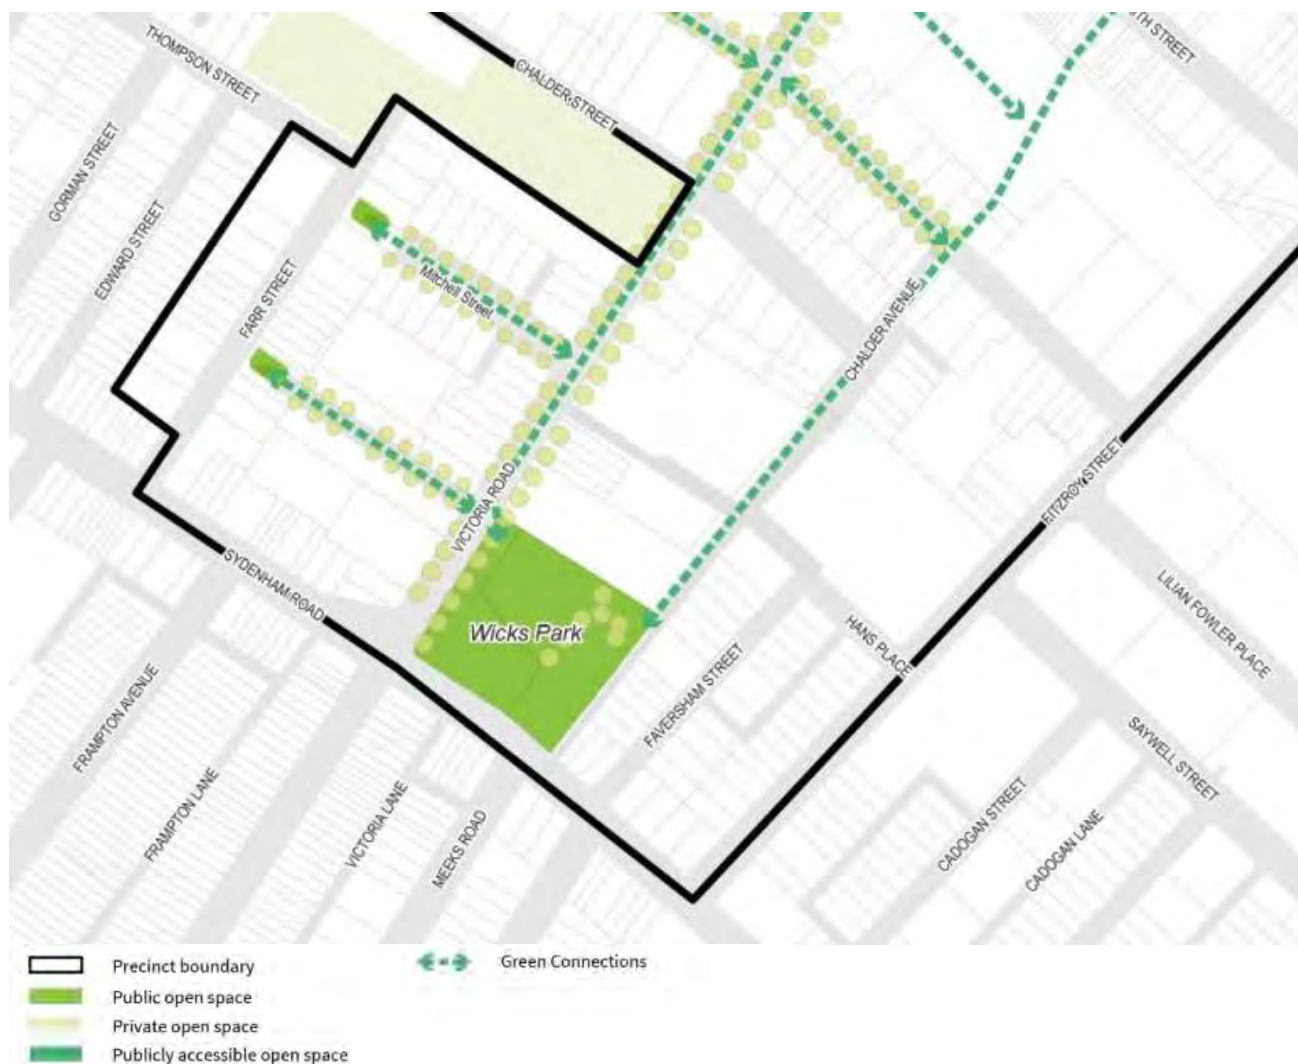 THOMPSON STREET
CHALDER STREET
TH STREET
GORMAN STREET
EDWARD STREET
FARR STREET
Mitchell Street
CHALDER AVENUE
VICTORIA ROAD
FITZROY STREET
SYDENHAM ROAD
Wicks Park
HANS PLACE
LILIAN FOWLER PLACE
FAVERSHAM STREET
FRAMPTON AVENUE
FRAMPTON LANE
VICTORIA LANE
MEEKS ROAD
SAYWELL STREET
CADOGAN STREET
CADOGAN LANE
Precinct boundary
Green Connections
Public open space
Private open space
Publicly accessible open space